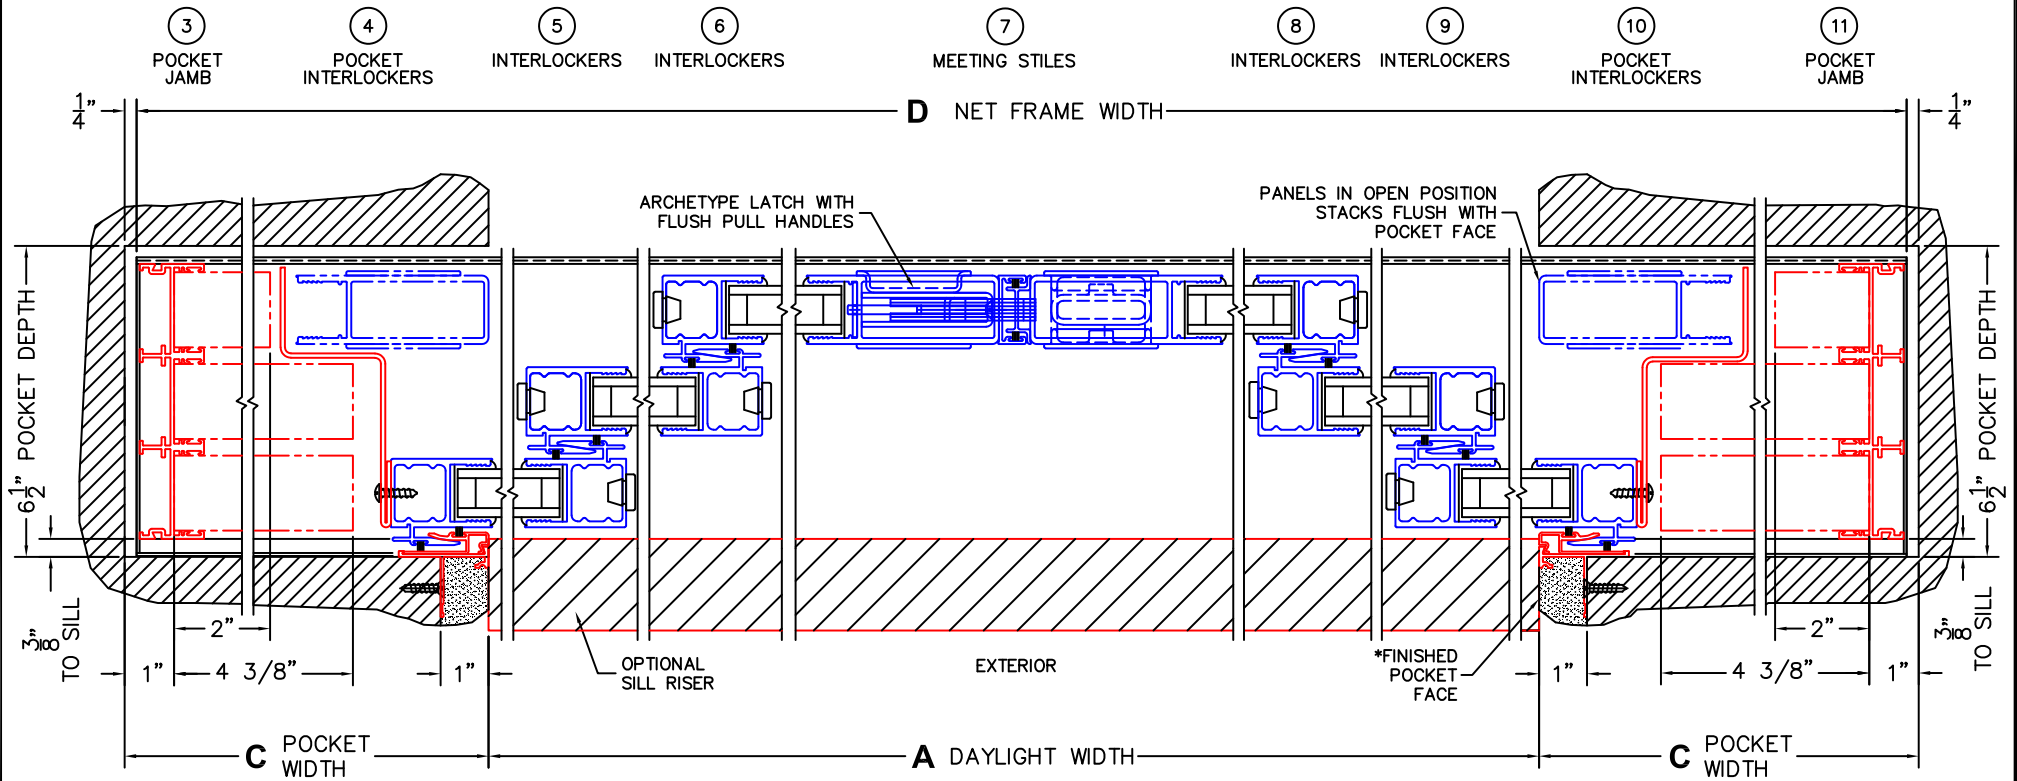 3
POCKET
JAMB
4
POCKET
INTERLOCKERS
5
INTERLOCKERS
6
INTERLOCKERS
7
MEETING STILES
8
INTERLOCKERS
9
INTERLOCKERS
10
POCKET
INTERLOCKERS
11
POCKET
JAMB
1/4"
D NET FRAME WIDTH
1/4"
ARCHETYPE LATCH WITH
FLUSH PULL HANDLES
PANELS IN OPEN POSITION
STACKS FLUSH WITH
POCKET FACE
6 1/2" POCKET DEPTH
6 1/2" POCKET DEPTH
3/8"
TO SILL
2"
1"
4 3/8"
1"
OPTIONAL
SILL RISER
EXTERIOR
*FINISHED
POCKET
FACE
1"
2"
4 3/8"
1"
3/8"
TO SILL
C POCKET
WIDTH
A DAYLIGHT WIDTH
C POCKET
WIDTH